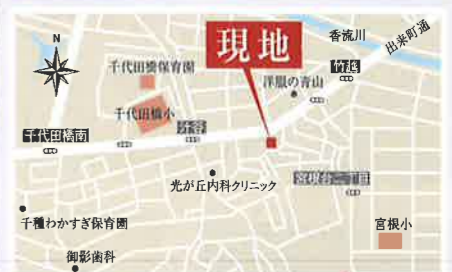 N
現地
香流川
出来町通
千代田橋保育園
竹越
洋服の青山
千代田橋小
汁谷
千代田橋南
光が丘内科クリニック
宮根台二丁目
千種わかすぎ保育園
宮根小
御影歯科